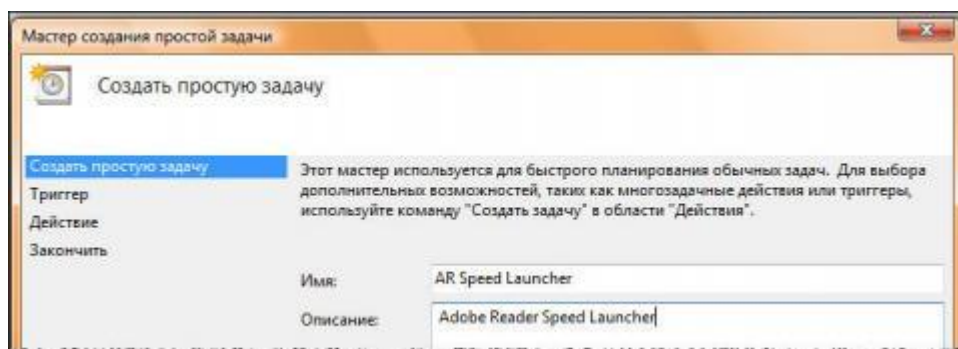 Мастер создания простой задачи
Создать простую задачу
Создать простую задачу
Триггер
Действие
Закончить
Этот мастер используется для быстрого планирования обычных задач. Для выбора
дополнительных возможностей, таких как многозадачные действия или триггеры,
используйте команду "Создать задачу" в области "Действия".
Имя: AR Speed Launcher
Описание: Adobe Reader Speed Launcher